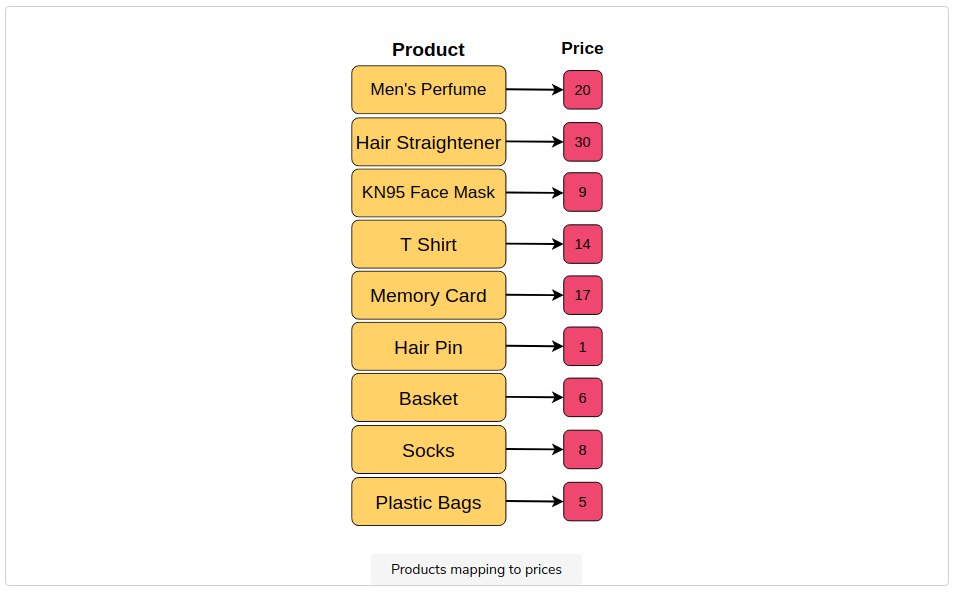 Product Price
Men's Perfume 20
Hair Straightener 30
KN95 Face Mask 9
T Shirt 14
Memory Card 17
Hair Pin 1
Basket 6
Socks 8
Plastic Bags 5
Products mapping to prices